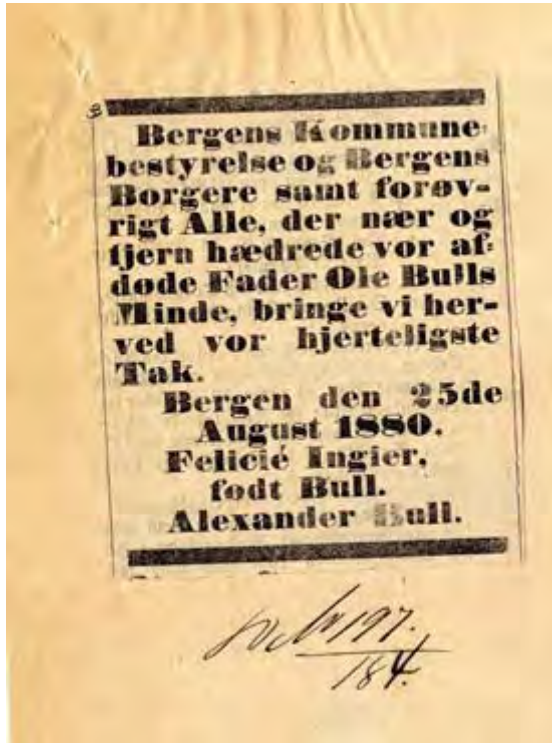 Bergens Kommune-
bestyrelse og Bergens
Borgere samt forøv-
rigt Alle, der nær og
fjern hædrede vor af-
døde Fader Ole Bulls
Minde, bringe vi her-
ved vor hjerteligste
Tak.
Bergen den 25de
August 1880.
Felicié Ingier,
født Bull.
Alexander Bull.
197.
184.